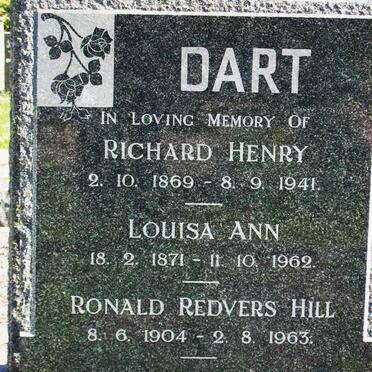 DART
IN LOVING MEMORY OF
RICHARD HENRY
2. 10. 1869 - 8. 9. 1941.
LOUISA ANN
18. 2. 1871 - 11. 10. 1962.
RONALD REDVERS HILL
8. 6. 1904 - 2. 8. 1963.